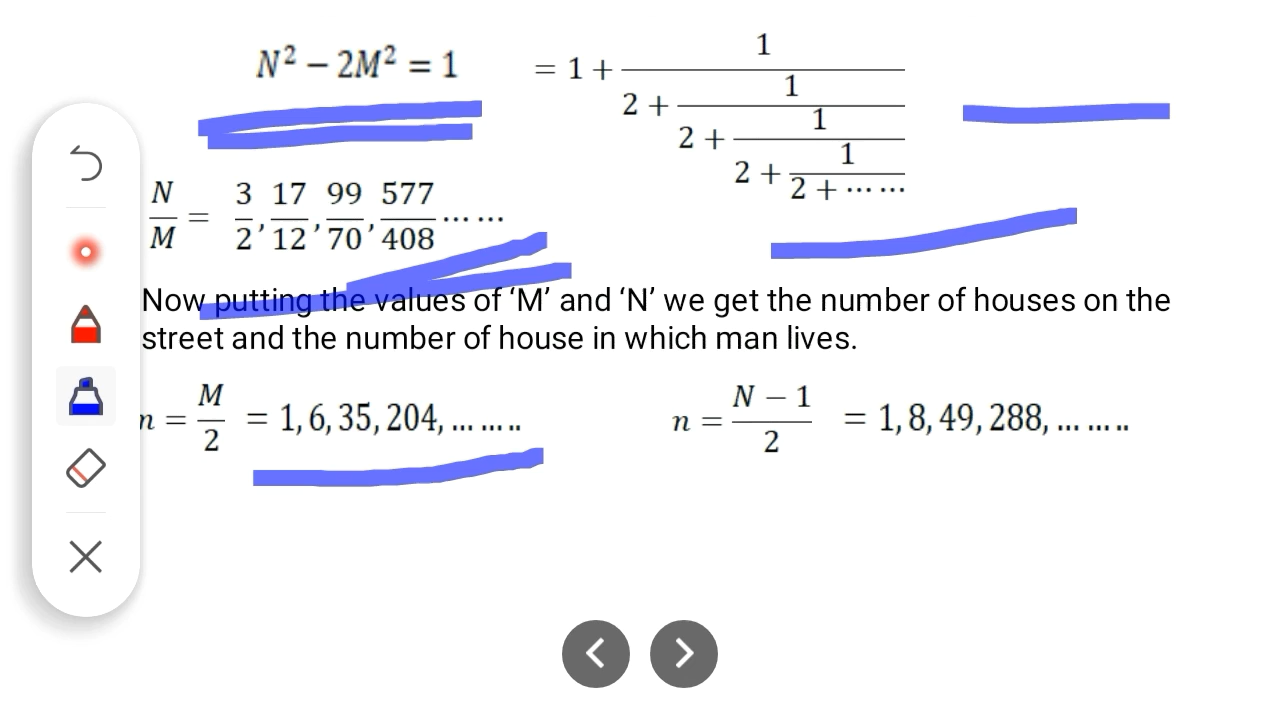 N² − 2M² = 1
= 1 + 1/(2 + 1/(2 + 1/(2 + 1/(2 + ⋯ ⋯))))
N/M = 3/2, 17/12, 99/70, 577/408 ⋯ ⋯
Now putting the values of ‘M’ and ‘N’ we get the number of houses on the
street and the number of house in which man lives.
n = M/2 = 1, 6, 35, 204, … … ..
n = (N − 1)/2 = 1, 8, 49, 288, … … ..